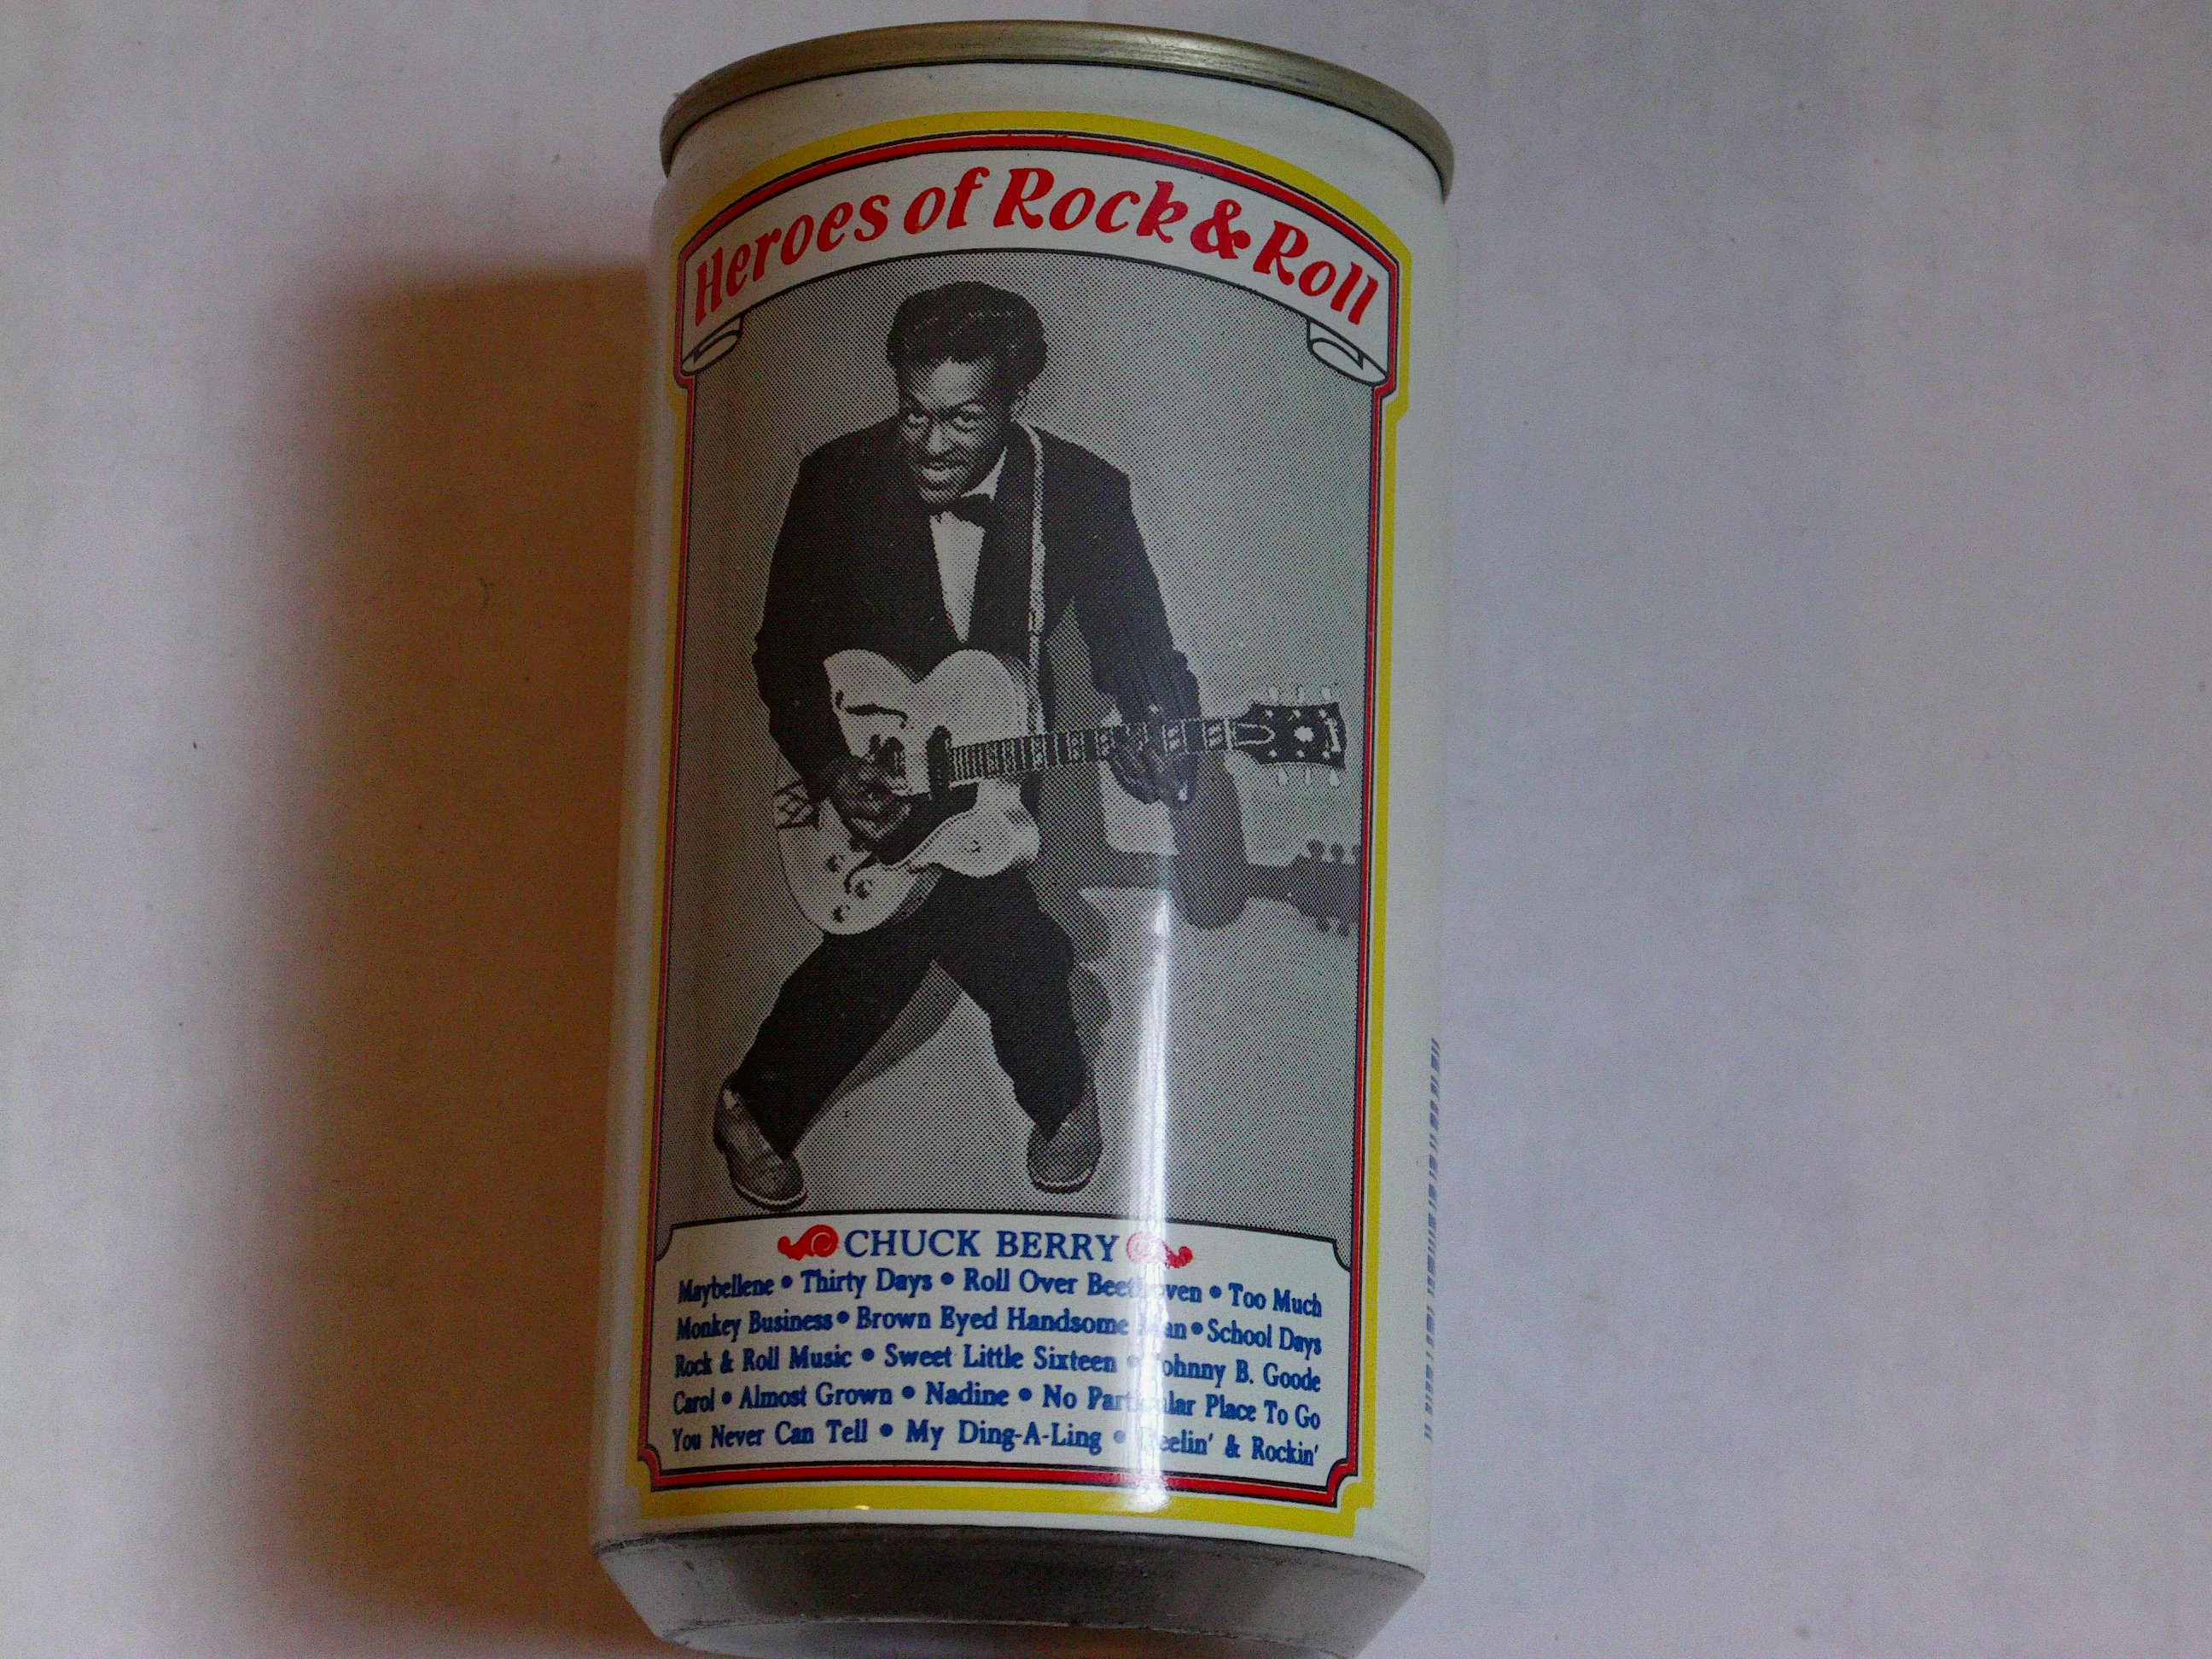 Heroes of Rock & Roll
CHUCK BERRY
Maybellene • Thirty Days • Roll Over Beethoven • Too Much
Monkey Business • Brown Eyed Handsome Man • School Days
Rock & Roll Music • Sweet Little Sixteen • Johnny B. Goode
Carol • Almost Grown • Nadine • No Particular Place To Go
You Never Can Tell • My Ding-A-Ling • Reelin' & Rockin'